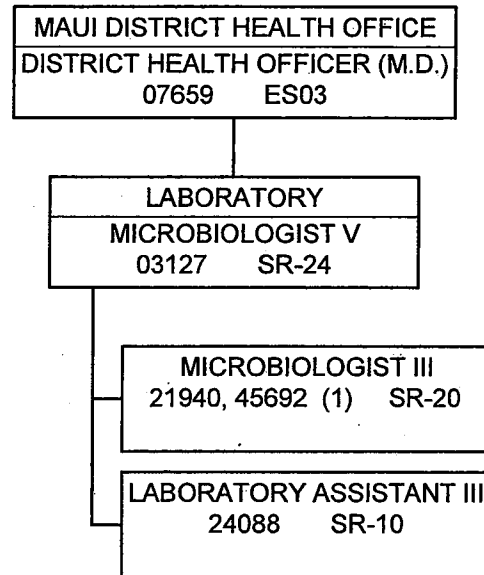 MAUI DISTRICT HEALTH OFFICE
DISTRICT HEALTH OFFICER (M.D.)
07659 ES03
LABORATORY
MICROBIOLOGIST V
03127 SR-24
MICROBIOLOGIST III
21940, 45692 (1) SR-20
LABORATORY ASSISTANT III
24088 SR-10